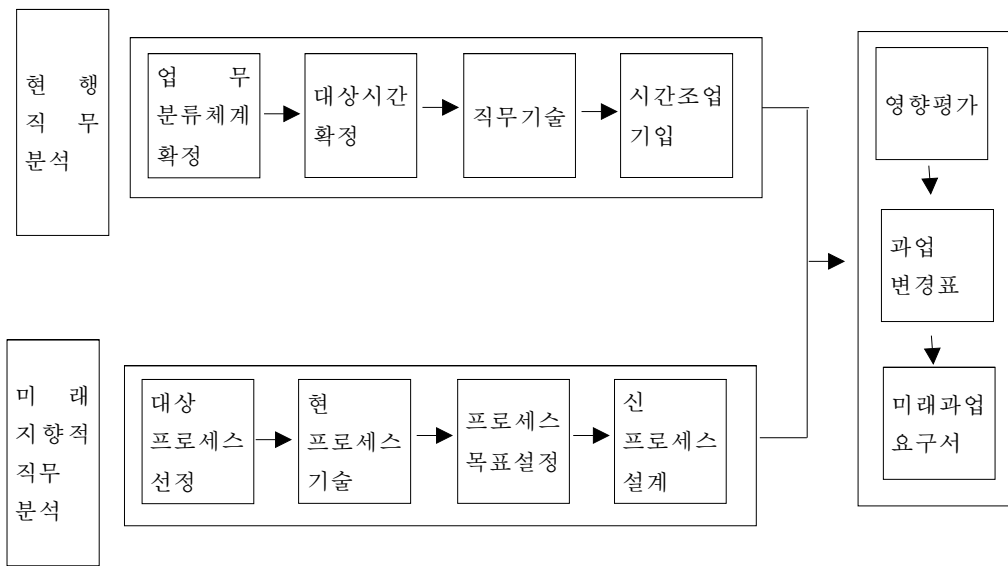 현 행
직 무
분석
업 무
분류체계
확정
대상시간
확정
직무기술
시간조업
기입
영향평가
과업
변경표
미래과업
요구서
미 래
지향적
직무
분석
대상
프로세스
선정
현
프로세스
기술
프로세스
목표설정
신
프로세스
설계